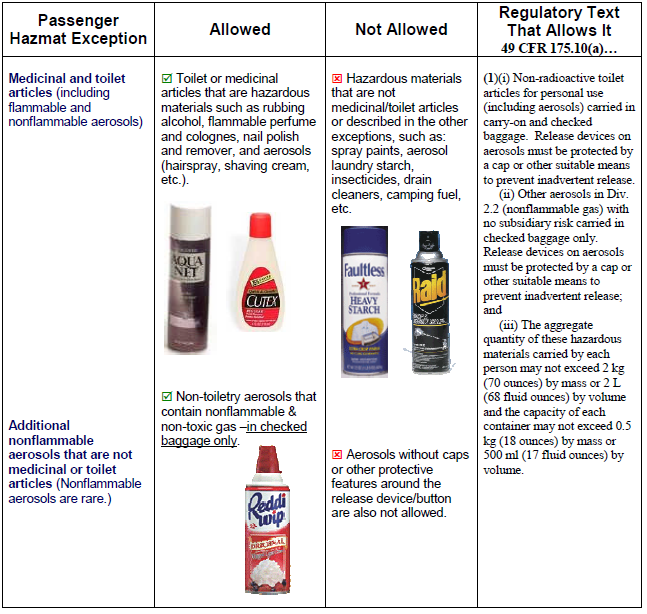 Passenger
Hazmat Exception
Allowed
Not Allowed
Regulatory Text
That Allows It
49 CFR 175.10(a)…
Medicinal and toilet
articles (including
flammable and
nonflammable aerosols)
☑ Toilet or medicinal
articles that are hazardous
materials such as rubbing
alcohol, flammable perfume
and colognes, nail polish
and remover, and aerosols
(hairspray, shaving cream,
etc.).
AQUA
NET
CUTEX
☑ Non-toiletry aerosols that
contain nonflammable &
non-toxic gas –in checked
baggage only.
Reddi
wip
ORIGINAL
☒ Hazardous materials
that are not
medicinal/toilet articles
or described in the other
exceptions, such as:
spray paints, aerosol
laundry starch,
insecticides, drain
cleaners, camping fuel,
etc.
Faultless
HEAVY
STARCH
Raid
☒ Aerosols without caps
or other protective
features around the
release device/button
are also not allowed.
(1)(i) Non-radioactive toilet
articles for personal use
(including aerosols) carried in
carry-on and checked
baggage.  Release devices on
aerosols must be protected by
a cap or other suitable means
to prevent inadvertent release.
(ii) Other aerosols in Div.
2.2 (nonflammable gas) with
no subsidiary risk carried in
checked baggage only.
Release devices on aerosols
must be protected by a cap or
other suitable means to
prevent inadvertent release;
and
(iii) The aggregate
quantity of these hazardous
materials carried by each
person may not exceed 2 kg
(70 ounces) by mass or 2 L
(68 fluid ounces) by volume
and the capacity of each
container may not exceed 0.5
kg (18 ounces) by mass or
500 ml (17 fluid ounces) by
volume.
Additional
nonflammable
aerosols that are not
medicinal or toilet
articles (Nonflammable
aerosols are rare.)